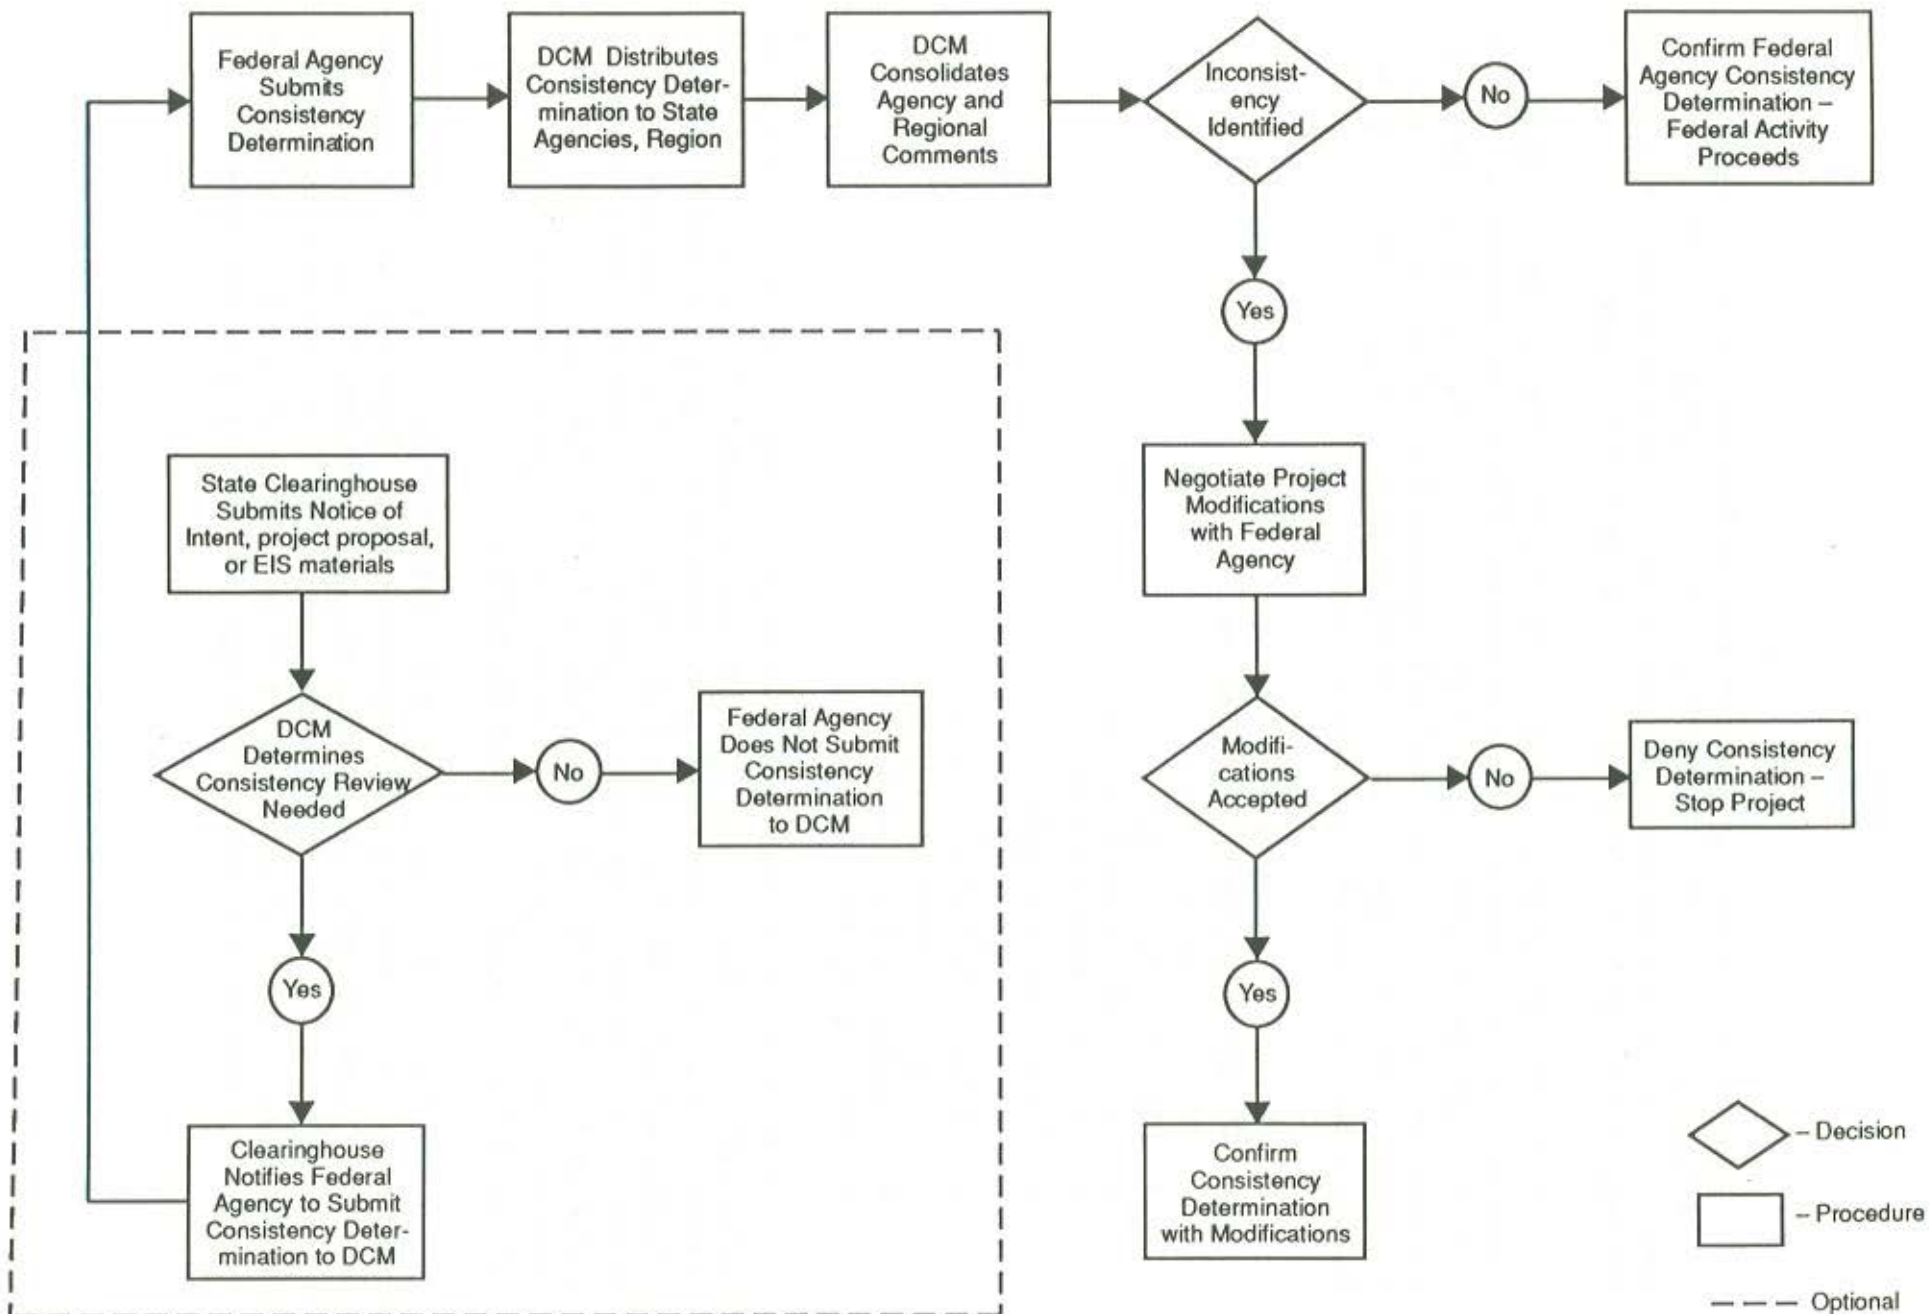 Federal Agency
Submits
Consistency
Determination
DCM Distributes
Consistency Deter-
mination to State
Agencies, Region
DCM
Consolidates
Agency and
Regional
Comments
Inconsist-
ency
Identified
No
Confirm Federal
Agency Consistency
Determination –
Federal Activity
Proceeds
Yes
State Clearinghouse
Submits Notice of
Intent, project proposal,
or EIS materials
Negotiate Project
Modifications
with Federal
Agency
DCM
Determines
Consistency Review
Needed
No
Federal Agency
Does Not Submit
Consistency
Determination
to DCM
Modifi-
cations
Accepted
No
Deny Consistency
Determination –
Stop Project
Yes
Yes
Clearinghouse
Notifies Federal
Agency to Submit
Consistency Deter-
mination to DCM
Confirm
Consistency
Determination
with Modifications
– Decision
– Procedure
Optional